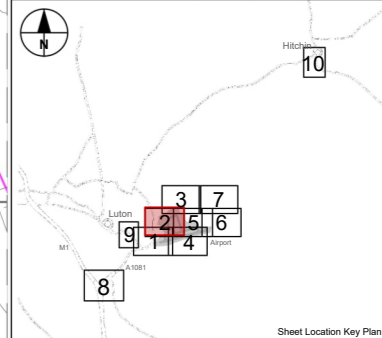 N
Hitchin
10
3 7
2 5 6
Luton
9
1 4
Airport
M1
A1081
8
Sheet Location Key Plan